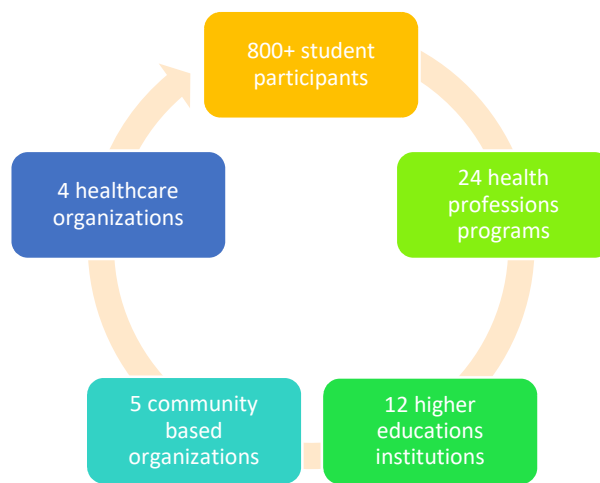 800+ student
participants
24 health
professions
programs
12 higher
educations
institutions
5 community
based
organizations
4 healthcare
organizations